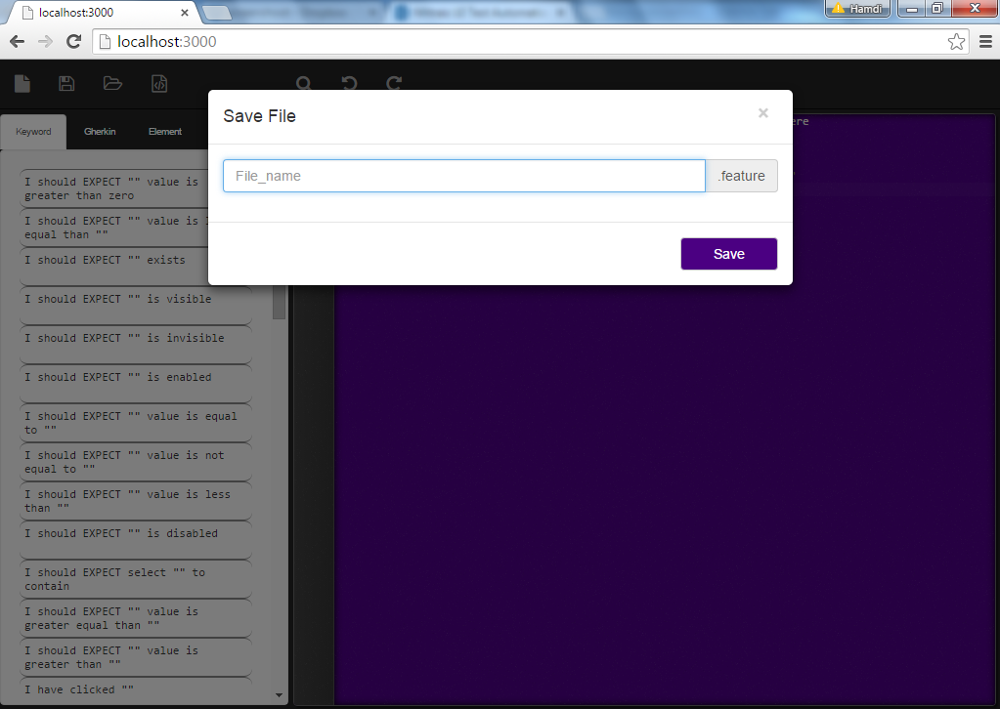 localhost:3000
Hamdi
localhost:3000
Save File
×
File_name
.feature
Save
Keyword
Gherkin
Element
ere
I should EXPECT "" value is
greater than zero
I should EXPECT "" value is
equal than ""
I should EXPECT "" exists
I should EXPECT "" is visible
I should EXPECT "" is invisible
I should EXPECT "" is enabled
I should EXPECT "" value is equal
to ""
I should EXPECT "" value is not
equal to ""
I should EXPECT "" value is less
than ""
I should EXPECT "" is disabled
I should EXPECT select "" to
contain
I should EXPECT "" value is
greater equal than ""
I should EXPECT "" value is
greater than ""
I have clicked ""